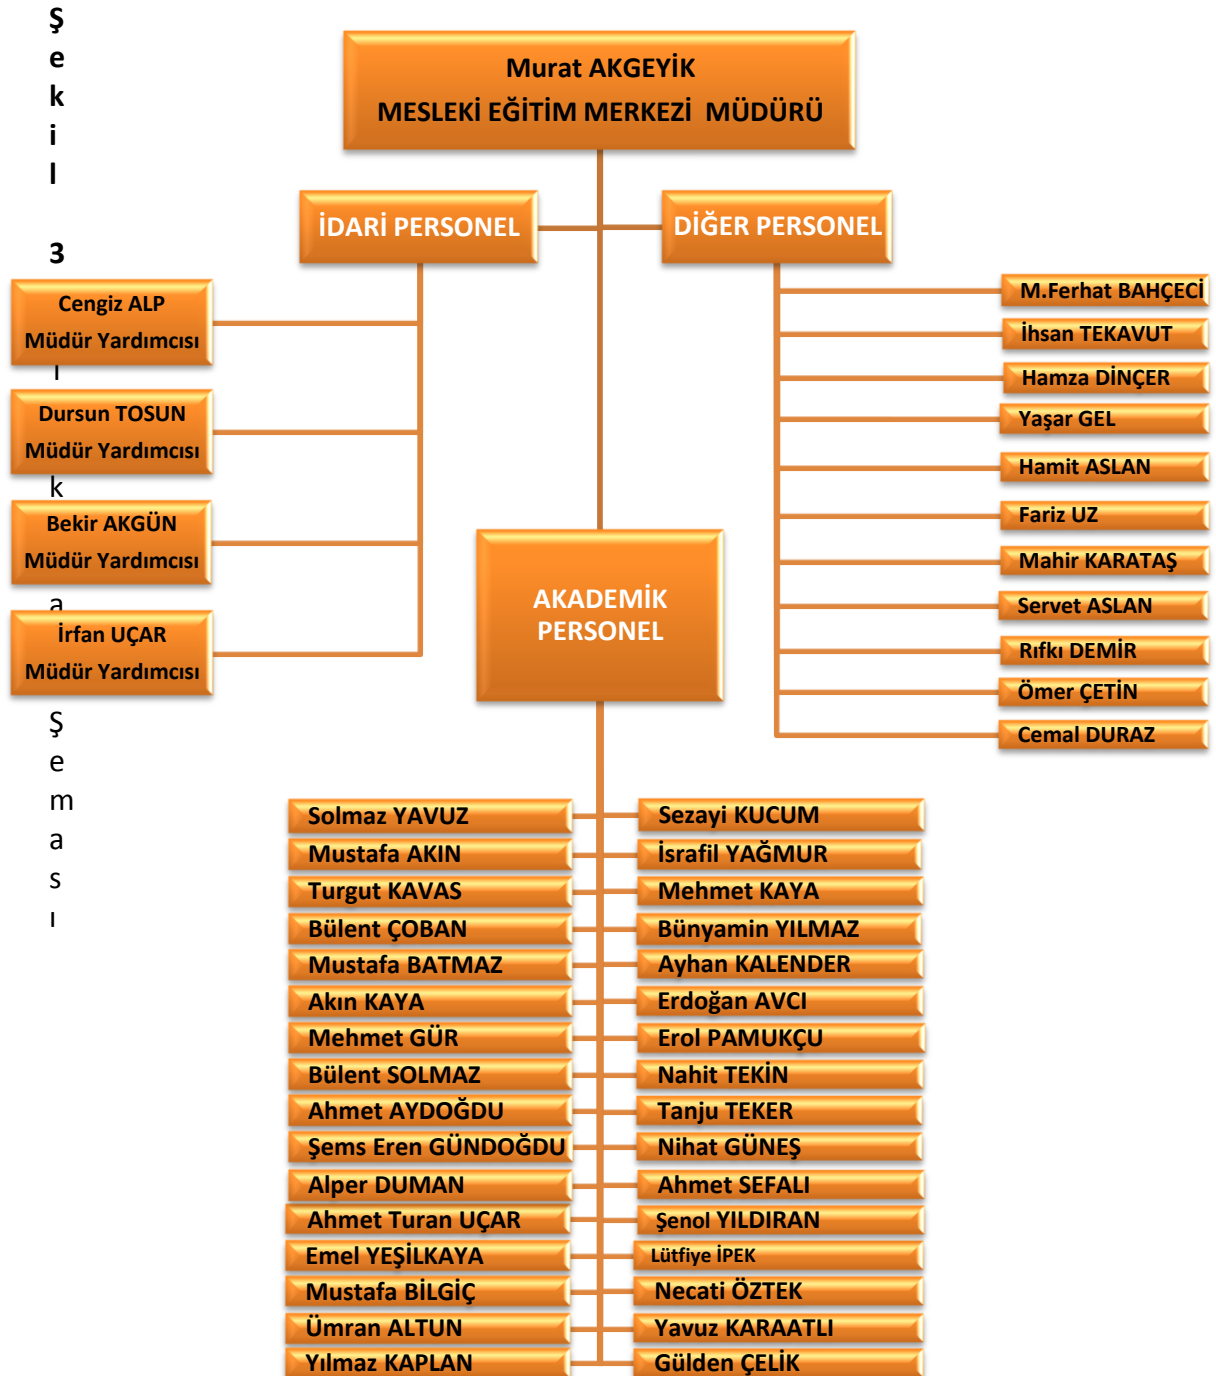 Ş
e
k
i
l
3
Murat AKGEYİK
MESLEKİ EĞİTİM MERKEZİ MÜDÜRÜ
İDARİ PERSONEL
DİĞER PERSONEL
Cengiz ALP
Müdür Yardımcısı
Dursun TOSUN
Müdür Yardımcısı
k
Bekir AKGÜN
Müdür Yardımcısı
a
İrfan UÇAR
Müdür Yardımcısı
Ş
e
m
a
s
ı
M.Ferhat BAHÇECİ
İhsan TEKAVUT
Hamza DİNÇER
Yaşar GEL
Hamit ASLAN
Fariz UZ
Mahir KARATAŞ
Servet ASLAN
Rıfkı DEMİR
Ömer ÇETİN
Cemal DURAZ
AKADEMİK
PERSONEL
Solmaz YAVUZ
Mustafa AKIN
Turgut KAVAS
Bülent ÇOBAN
Mustafa BATMAZ
Akın KAYA
Mehmet GÜR
Bülent SOLMAZ
Ahmet AYDOĞDU
Şems Eren GÜNDOĞDU
Alper DUMAN
Ahmet Turan UÇAR
Emel YEŞİLKAYA
Mustafa BİLGİÇ
Ümran ALTUN
Yılmaz KAPLAN
Sezayi KUCUM
İsrafil YAĞMUR
Mehmet KAYA
Bünyamin YILMAZ
Ayhan KALENDER
Erdoğan AVCI
Erol PAMUKÇU
Nahit TEKİN
Tanju TEKER
Nihat GÜNEŞ
Ahmet SEFALI
Şenol YILDIRAN
Lütfiye İPEK
Necati ÖZTEK
Yavuz KARAATLI
Gülden ÇELİK